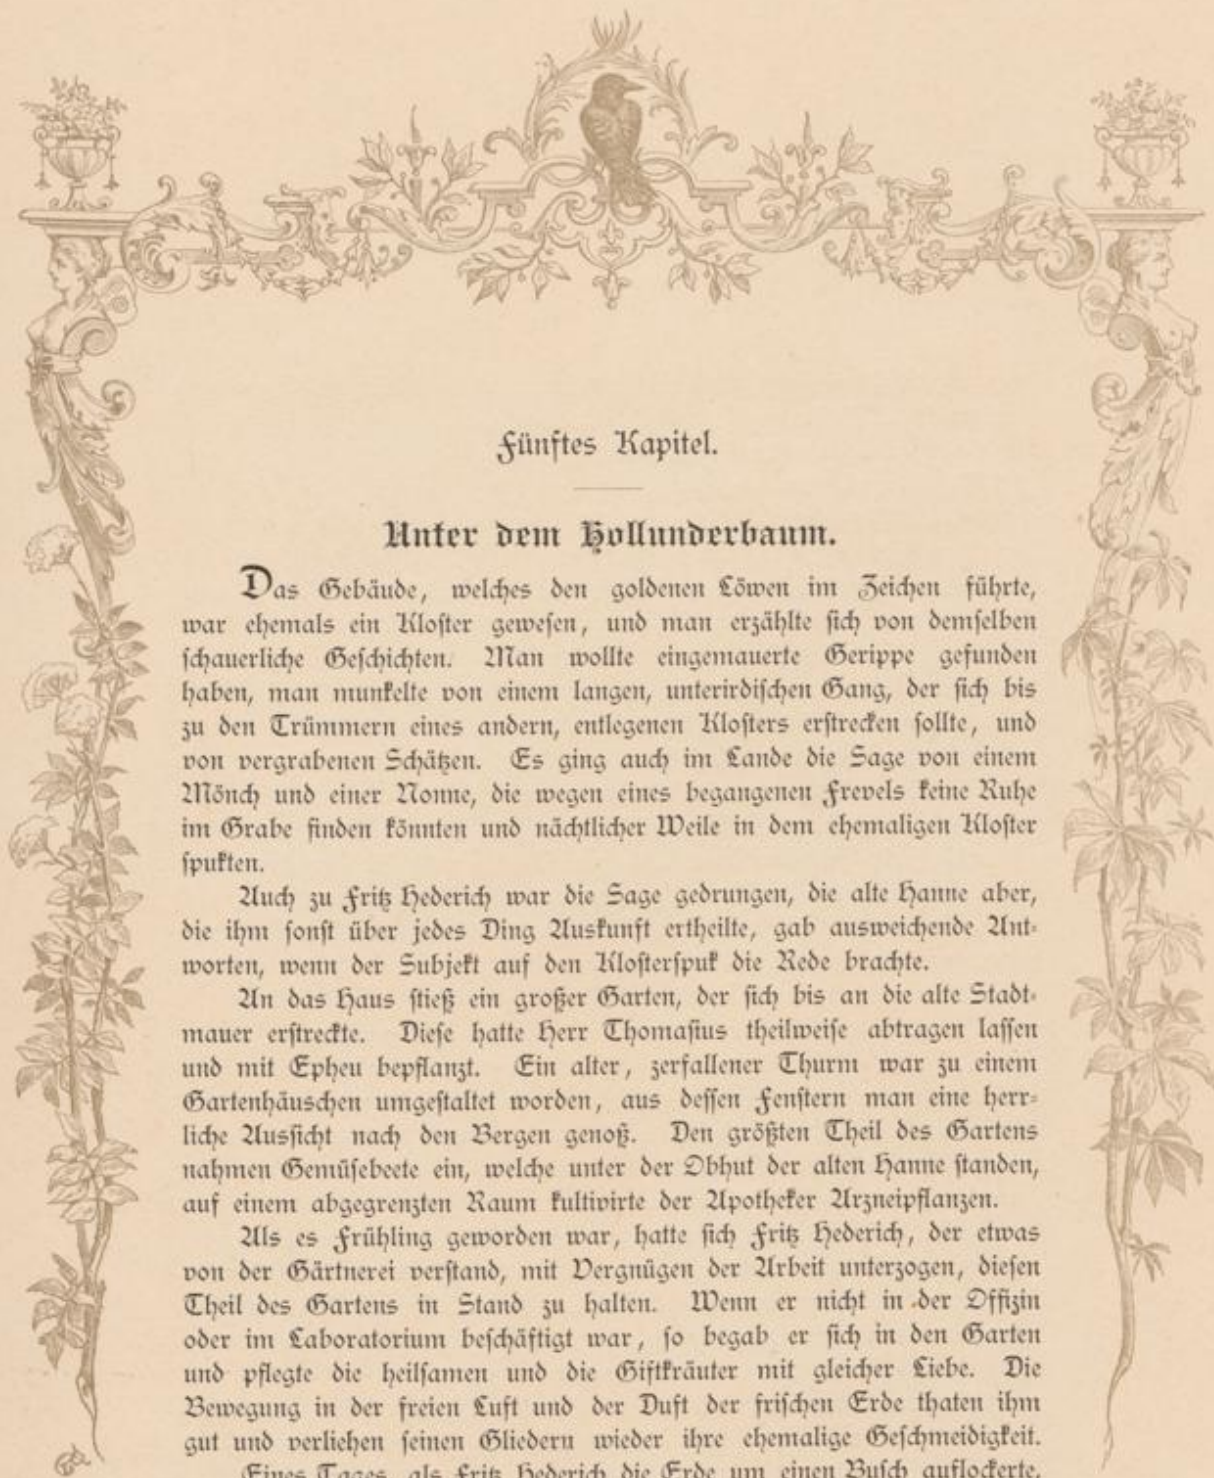 Fünftes Kapitel.
Unter dem Hollunderbaum.
Das Gebäude, welches den goldenen Löwen im Zeichen führte,
war ehemals ein Kloster gewesen, und man erzählte sich von demselben
schauerliche Geschichten. Man wollte eingemauerte Gerippe gefunden
haben, man munkelte von einem langen, unterirdischen Gang, der sich bis
zu den Trümmern eines andern, entlegenen Klosters erstrecken sollte, und
von vergrabenen Schätzen. Es ging auch im Lande die Sage von einem
Mönch und einer Nonne, die wegen eines begangenen Frevels keine Ruhe
im Grabe finden könnten und nächtlicher Weile in dem ehemaligen Kloster
spukten.
Auch zu Fritz Hederich war die Sage gedrungen, die alte Hanne aber,
die ihm sonst über jedes Ding Auskunft ertheilte, gab ausweichende Ant-
worten, wenn der Subjekt auf den Klosterspuk die Rede brachte.
An das Haus stieß ein großer Garten, der sich bis an die alte Stadt-
mauer erstreckte. Diese hatte Herr Thomasius theilweise abtragen lassen
und mit Epheu bepflanzt. Ein alter, zerfallener Thurm war zu einem
Gartenhäuschen umgestaltet worden, aus dessen Fenstern man eine herr-
liche Aussicht nach den Bergen genoß. Den größten Theil des Gartens
nahmen Gemüsebeete ein, welche unter der Obhut der alten Hanne standen,
auf einem abgegrenzten Raum kultivirte der Apotheker Arzneipflanzen.
Als es Frühling geworden war, hatte sich Fritz Hederich, der etwas
von der Gärtnerei verstand, mit Vergnügen der Arbeit unterzogen, diesen
Theil des Gartens in Stand zu halten. Wenn er nicht in der Offizin
oder im Laboratorium beschäftigt war, so begab er sich in den Garten
und pflegte die heilsamen und die Giftkräuter mit gleicher Liebe. Die
Bewegung in der freien Luft und der Duft der frischen Erde thaten ihm
gut und verliehen seinen Gliedern wieder ihre ehemalige Geschmeidigkeit.
Eines Tages, als Fritz Hederich die Erde um einen Busch auflockerte,